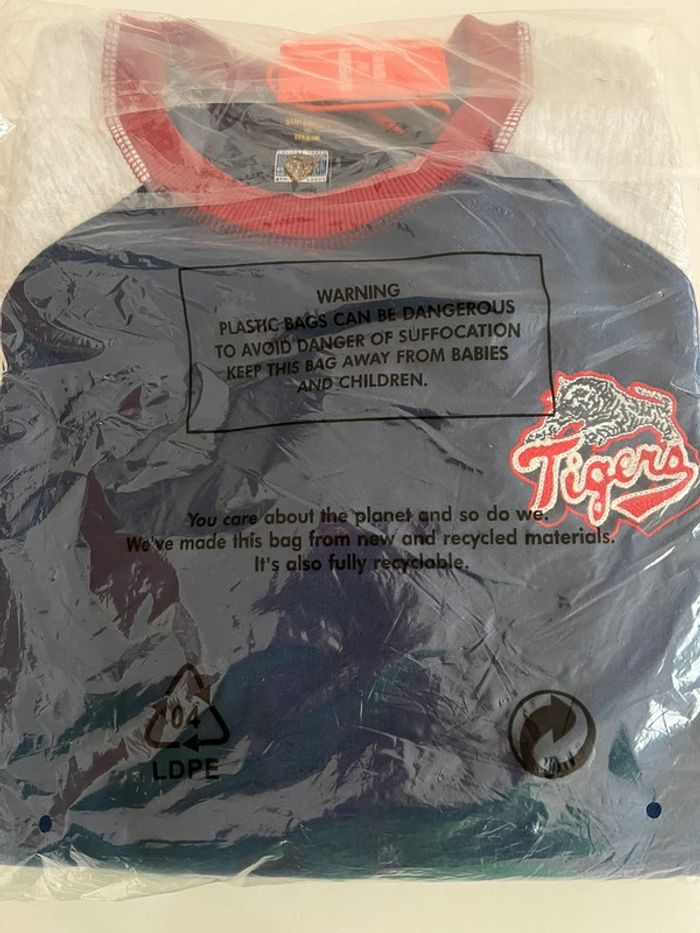 WARNING
PLASTIC BAGS CAN BE DANGEROUS
TO AVOID DANGER OF SUFFOCATION
KEEP THIS BAG AWAY FROM BABIES
AND CHILDREN.
Tigers
You care about the planet and so do we.
We've made this bag from new and recycled materials.
It's also fully recyclable.
04
LDPE